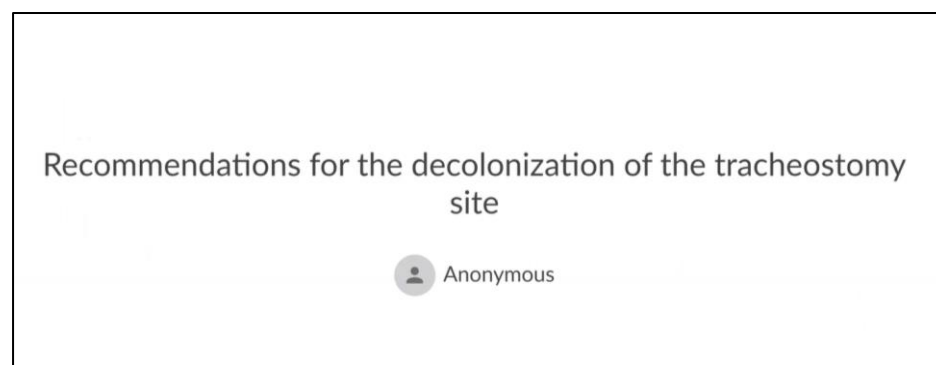 Recommendations for the decolonization of the tracheostomy
site
Anonymous